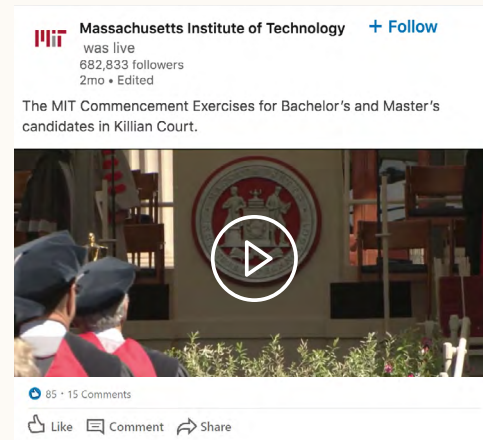 MIT
Massachusetts Institute of Technology + Follow
was live
682,833 followers
2mo • Edited
The MIT Commencement Exercises for Bachelor's and Master's
candidates in Killian Court.
85 • 15 Comments
Like Comment Share